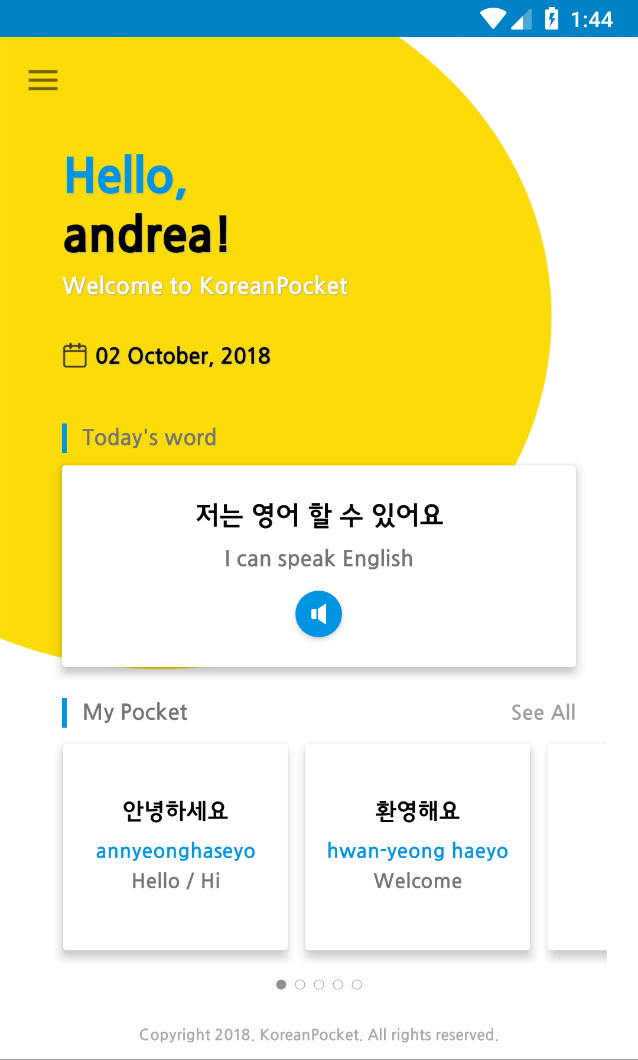 1:44
Hello,
andrea!
Welcome to KoreanPocket
02 October, 2018
Today's word
저는 영어 할 수 있어요
I can speak English
My Pocket
See All
안녕하세요
annyeonghaseyo
Hello / Hi
환영해요
hwan-yeong haeyo
Welcome
Copyright 2018. KoreanPocket. All rights reserved.